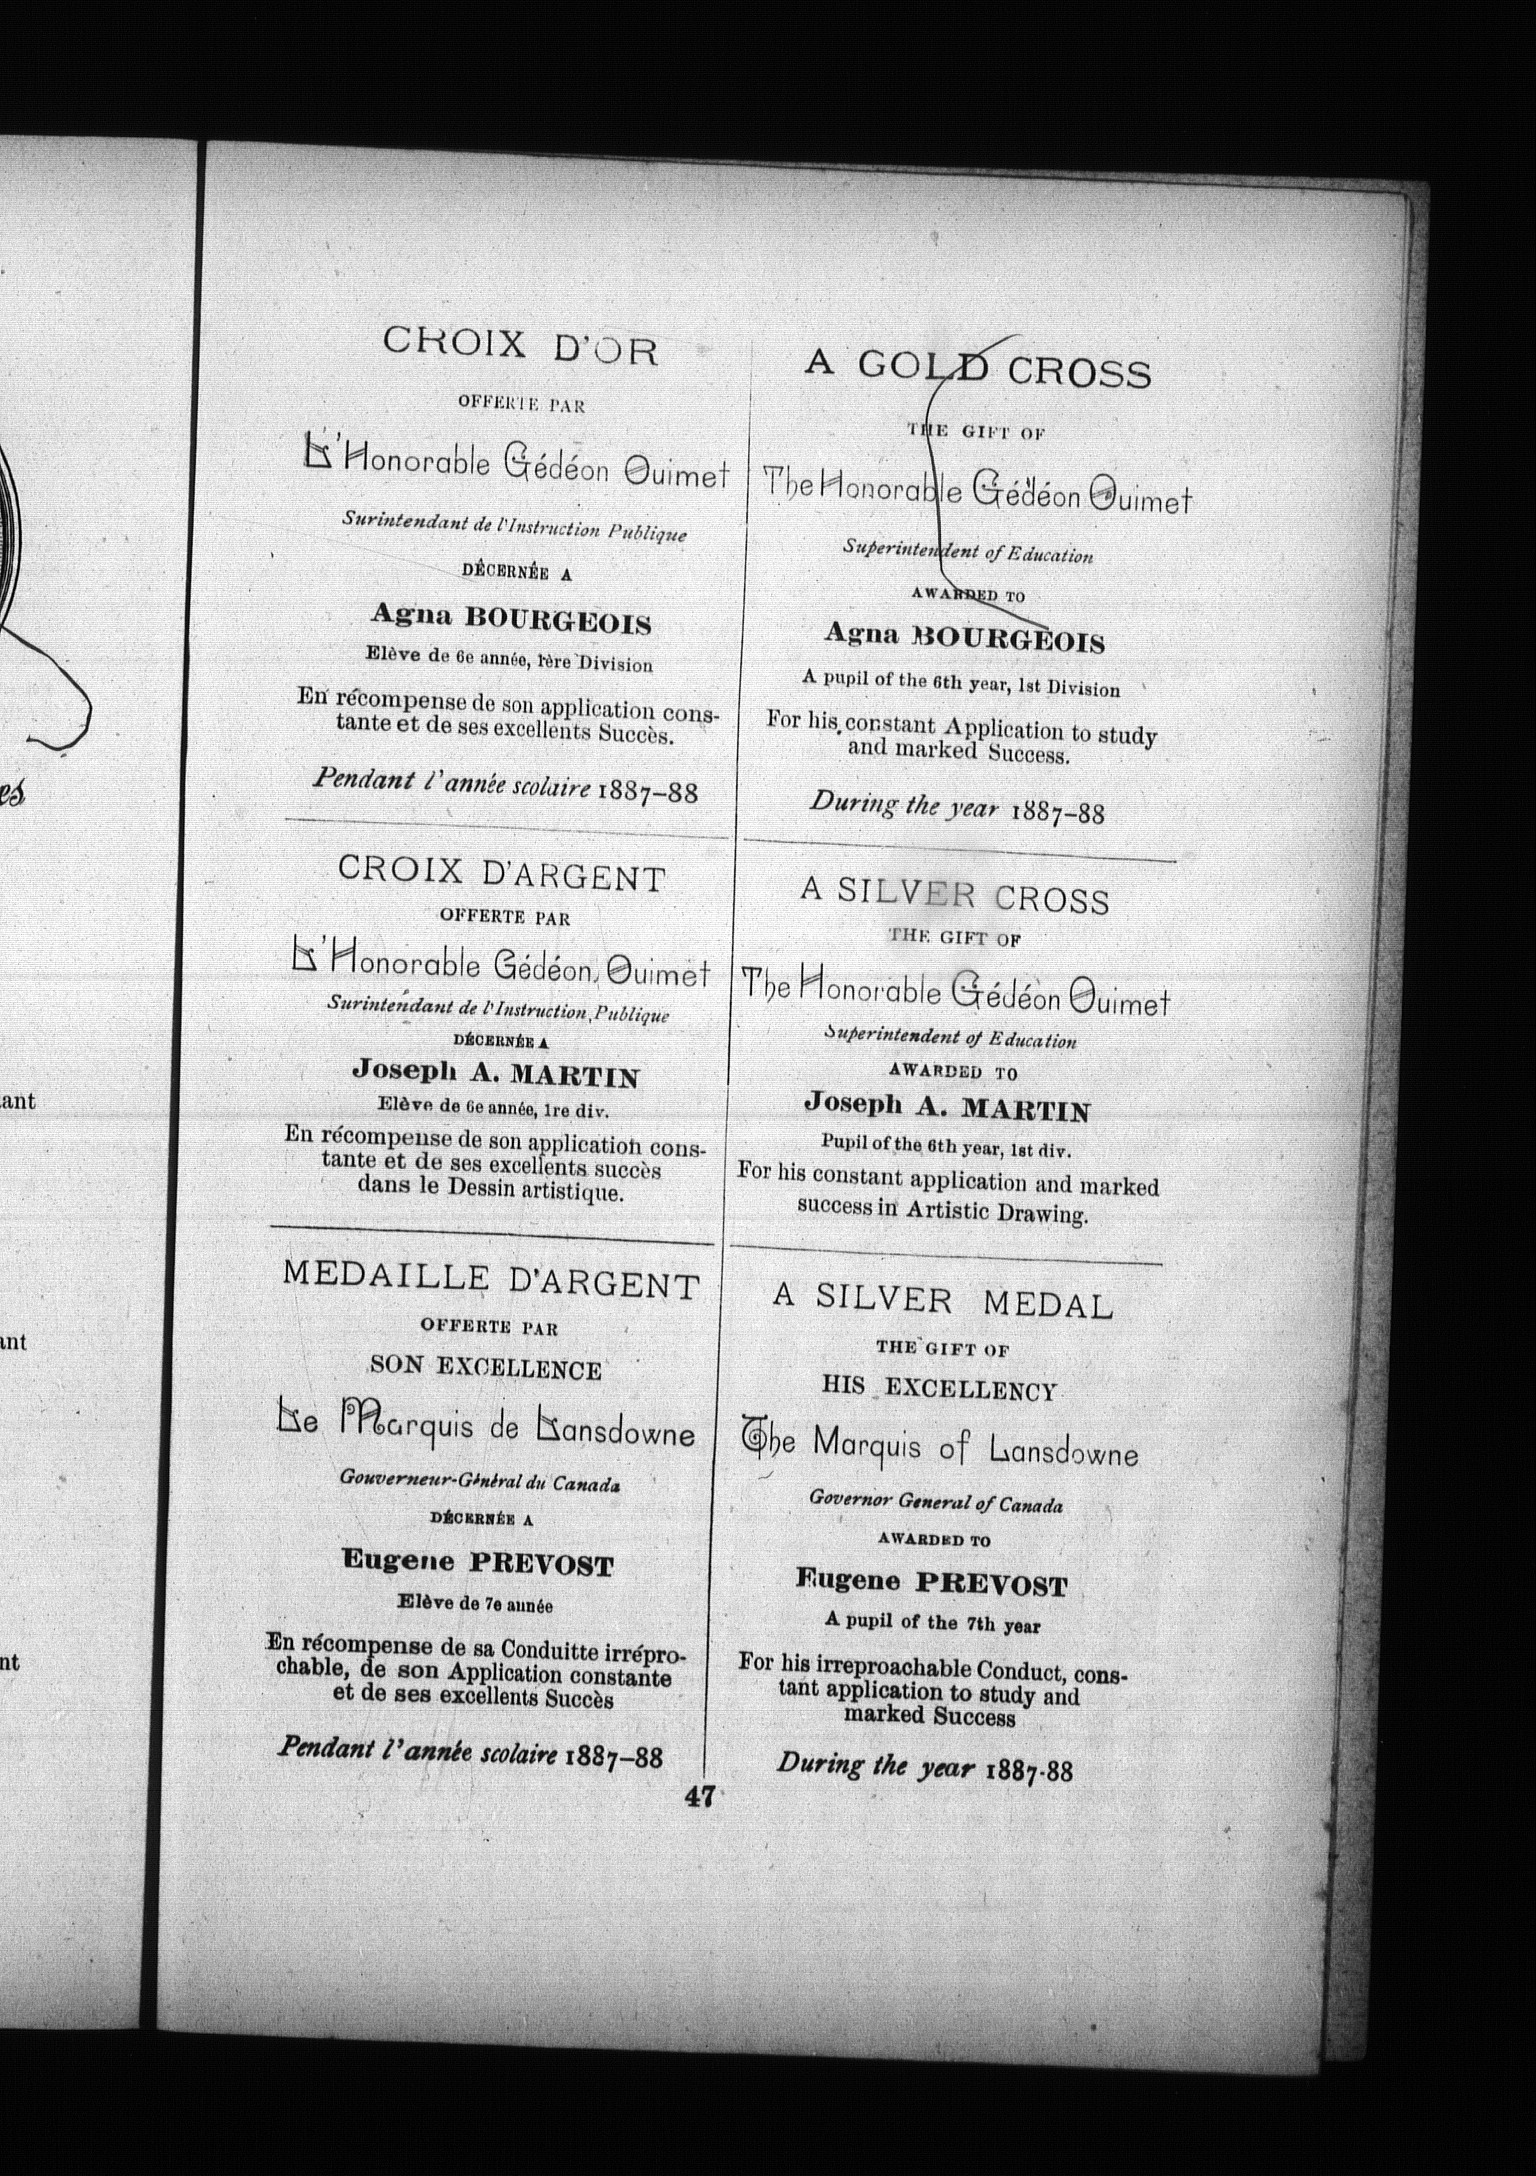 CROIX D'OR
OFFERTE PAR
L'Honorable Gédéon Ouimet
Surintendant de l'Instruction Publique
DÉCERNÉE A
Agna BOURGEOIS
Elève de 6e année, 1ère Division
En récompense de son application cons-
tante et de ses excellents Succès.
Pendant l'année scolaire 1887–88
CROIX D'ARGENT
OFFERTE PAR
L'Honorable Gédéon Ouimet
Surintendant de l'Instruction Publique
DÉCERNÉE A
Joseph A. MARTIN
Elève de 6e année, 1re div.
En récompense de son application cons-
tante et de ses excellents succès
dans le Dessin artistique.
MEDAILLE D'ARGENT
OFFERTE PAR
SON EXCELLENCE
Le Marquis de Lansdowne
Gouverneur-Général du Canada
DÉCERNÉE A
Eugene PREVOST
Elève de 7e année
En récompense de sa Conduitte irrépro-
chable, de son Application constante
et de ses excellents Succès
Pendant l'année scolaire 1887–88
A GOLD CROSS
THE GIFT OF
The Honorable Gédéon Ouimet
Superintendent of Education
AWARDED TO
Agna BOURGEOIS
A pupil of the 6th year, 1st Division
For his constant Application to study
and marked Success.
During the year 1887–88
A SILVER CROSS
THE GIFT OF
The Honorable Gédéon Ouimet
Superintendent of Education
AWARDED TO
Joseph A. MARTIN
Pupil of the 6th year, 1st div.
For his constant application and marked
success in Artistic Drawing.
A SILVER MEDAL
THE GIFT OF
HIS EXCELLENCY
The Marquis of Lansdowne
Governor General of Canada
AWARDED TO
Eugene PREVOST
A pupil of the 7th year
For his irreproachable Conduct, cons-
tant application to study and
marked Success
During the year 1887-88
47